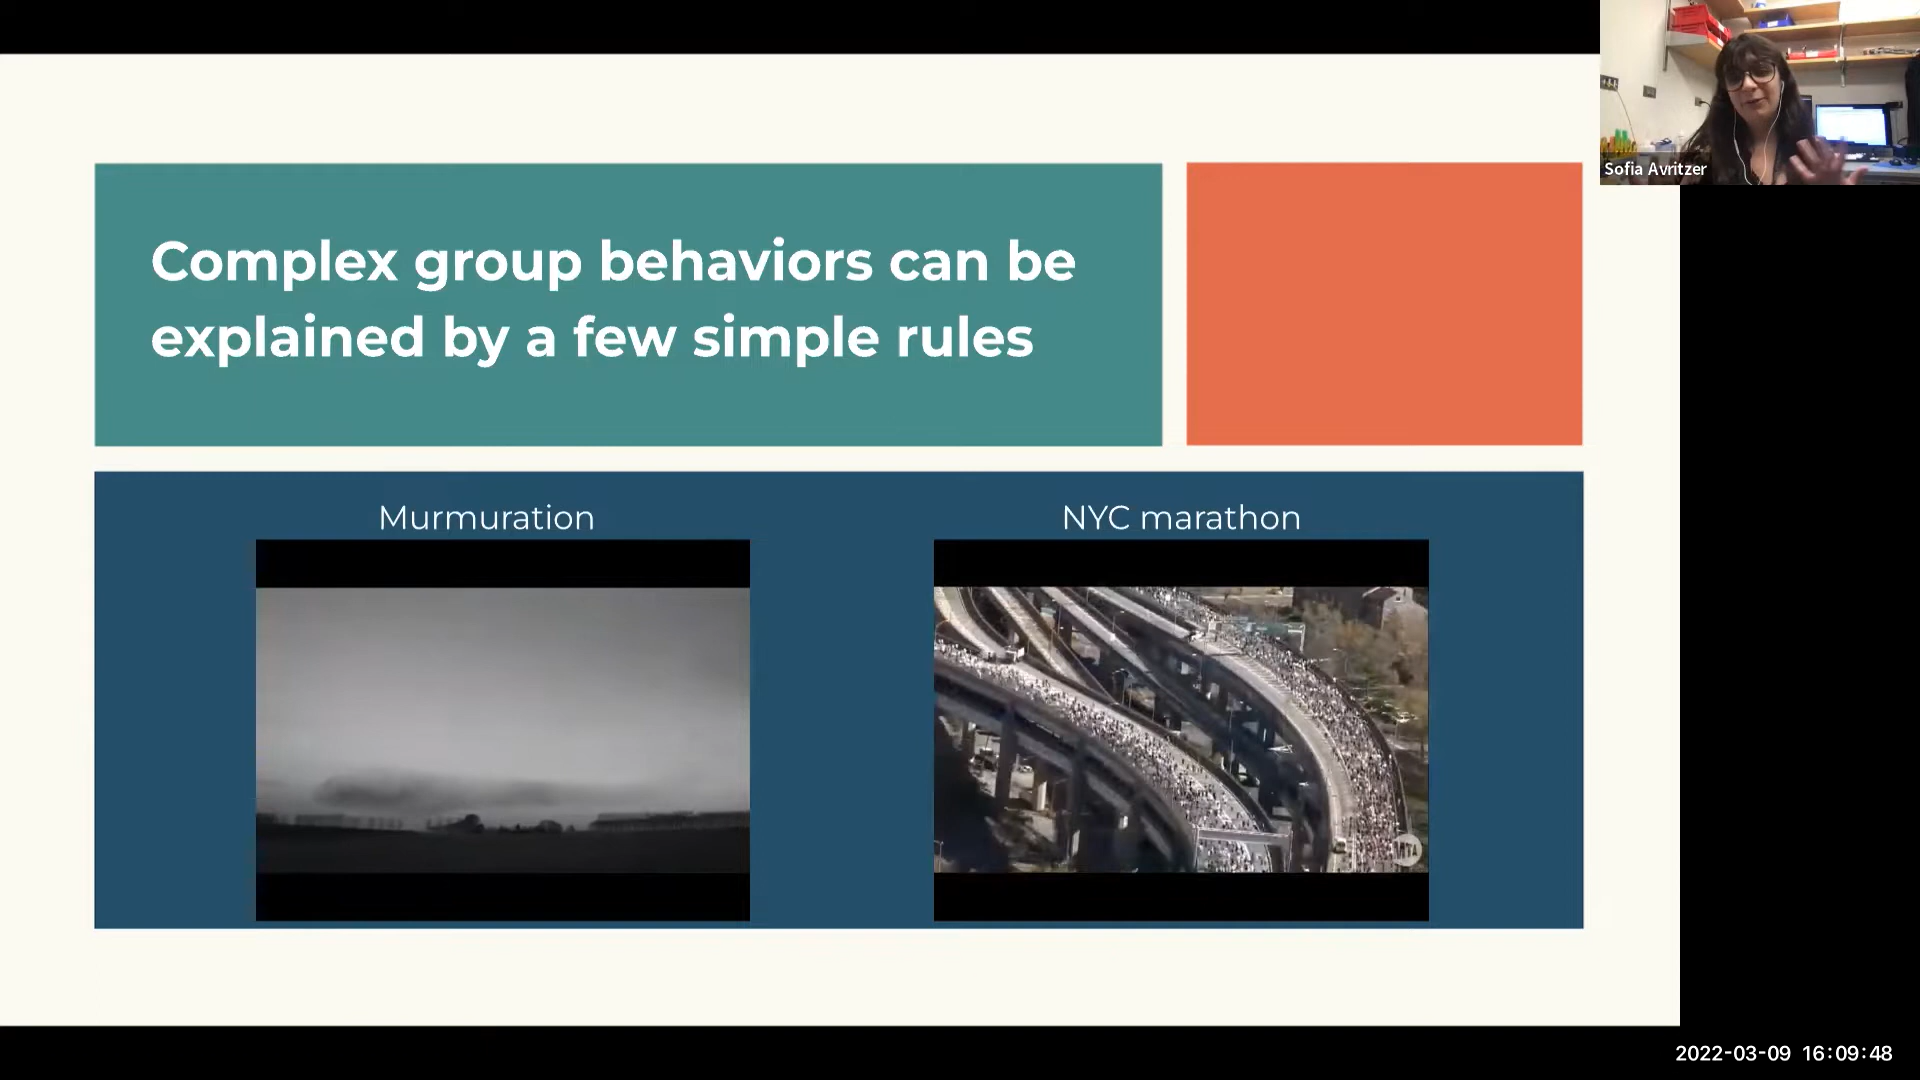 Sofia Avritzer
Complex group behaviors can be
explained by a few simple rules
Murmuration
NYC marathon
MTA
2022-03-09 16:09:48